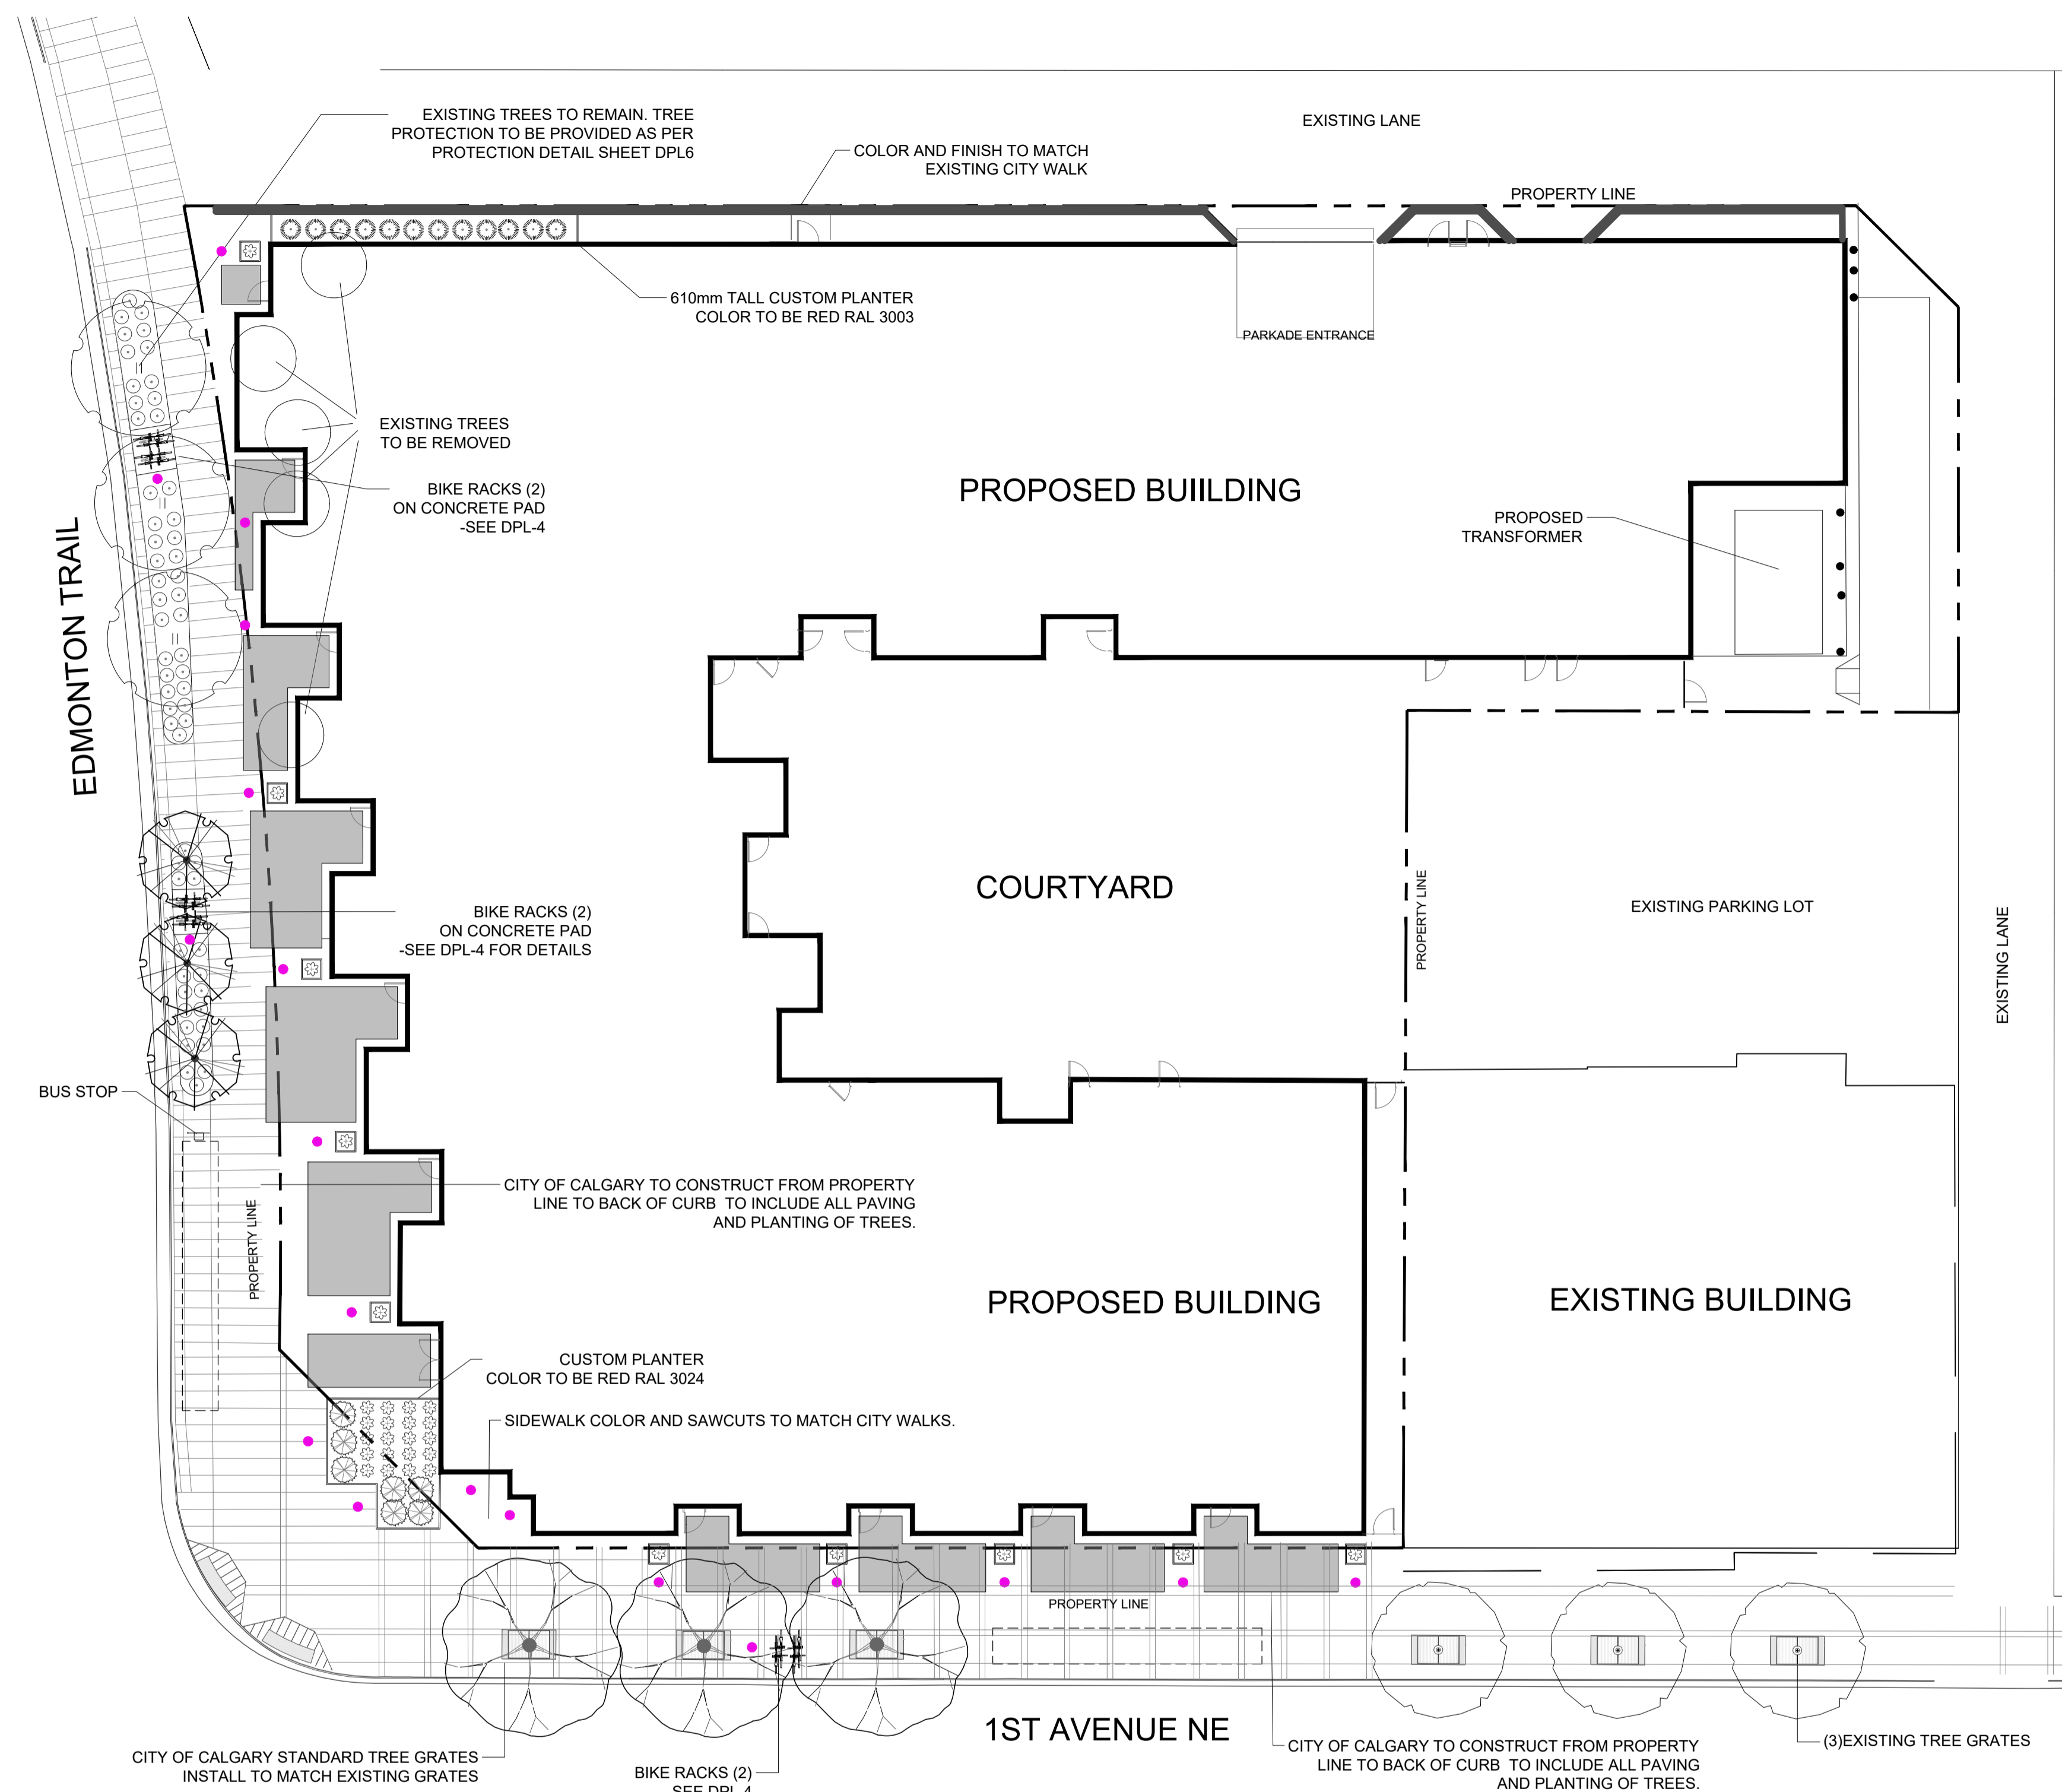 EXISTING TREES TO REMAIN. TREE
PROTECTION TO BE PROVIDED AS PER
PROTECTION DETAIL SHEET DPL6
EXISTING LANE
COLOR AND FINISH TO MATCH
EXISTING CITY WALK
PROPERTY LINE
610mm TALL CUSTOM PLANTER
COLOR TO BE RED RAL 3003
PARKADE ENTRANCE
EXISTING TREES
TO BE REMOVED
BIKE RACKS (2)
ON CONCRETE PAD
-SEE DPL-4
PROPOSED BUIILDING
PROPOSED
TRANSFORMER
EDMONTON TRAIL
COURTYARD
PROPERTY LINE
EXISTING PARKING LOT
EXISTING LANE
BIKE RACKS (2)
ON CONCRETE PAD
-SEE DPL-4 FOR DETAILS
BUS STOP
CITY OF CALGARY TO CONSTRUCT FROM PROPERTY
LINE TO BACK OF CURB TO INCLUDE ALL PAVING
AND PLANTING OF TREES.
PROPERTY LINE
PROPOSED BUILDING
EXISTING BUILDING
CUSTOM PLANTER
COLOR TO BE RED RAL 3024
SIDEWALK COLOR AND SAWCUTS TO MATCH CITY WALKS.
PROPERTY LINE
1ST AVENUE NE
CITY OF CALGARY STANDARD TREE GRATES
INSTALL TO MATCH EXISTING GRATES
BIKE RACKS (2)
SEE DPL-4
CITY OF CALGARY TO CONSTRUCT FROM PROPERTY
LINE TO BACK OF CURB TO INCLUDE ALL PAVING
AND PLANTING OF TREES.
(3)EXISTING TREE GRATES